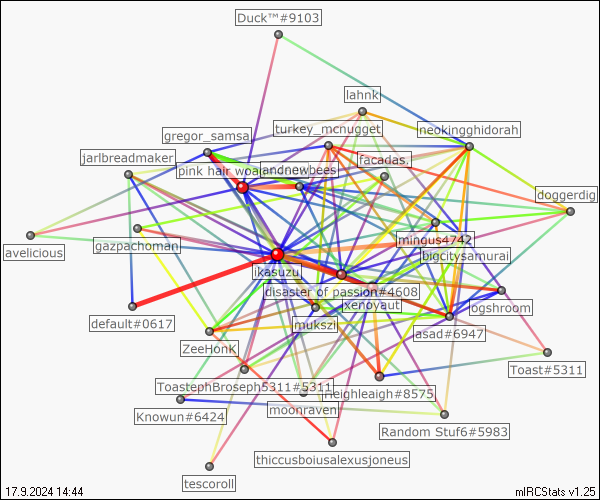 Duck™#9103
lahnk
turkey_mcnugget
neokingghidorah
gregor_samsa
jarlbreadmaker
facadas.
pink hair woa
andnewbees
doggerdig
avelicious
gazpachoman
mingus4742
bigcitysamurai
ikasuzu
disaster of passion#4608
xenoyaut
ogshroom
default#0617
mukszil
asad#6947
ZeeHonK
Toast#5311
ToastephBroseph5311#5311
heighleaigh#8575
moonraven
Knowun#6424
Random Stuf6#5983
thiccusboiusalexusjoneus
tescoroll
17.9.2024 14:44
mIRCStats v1.25